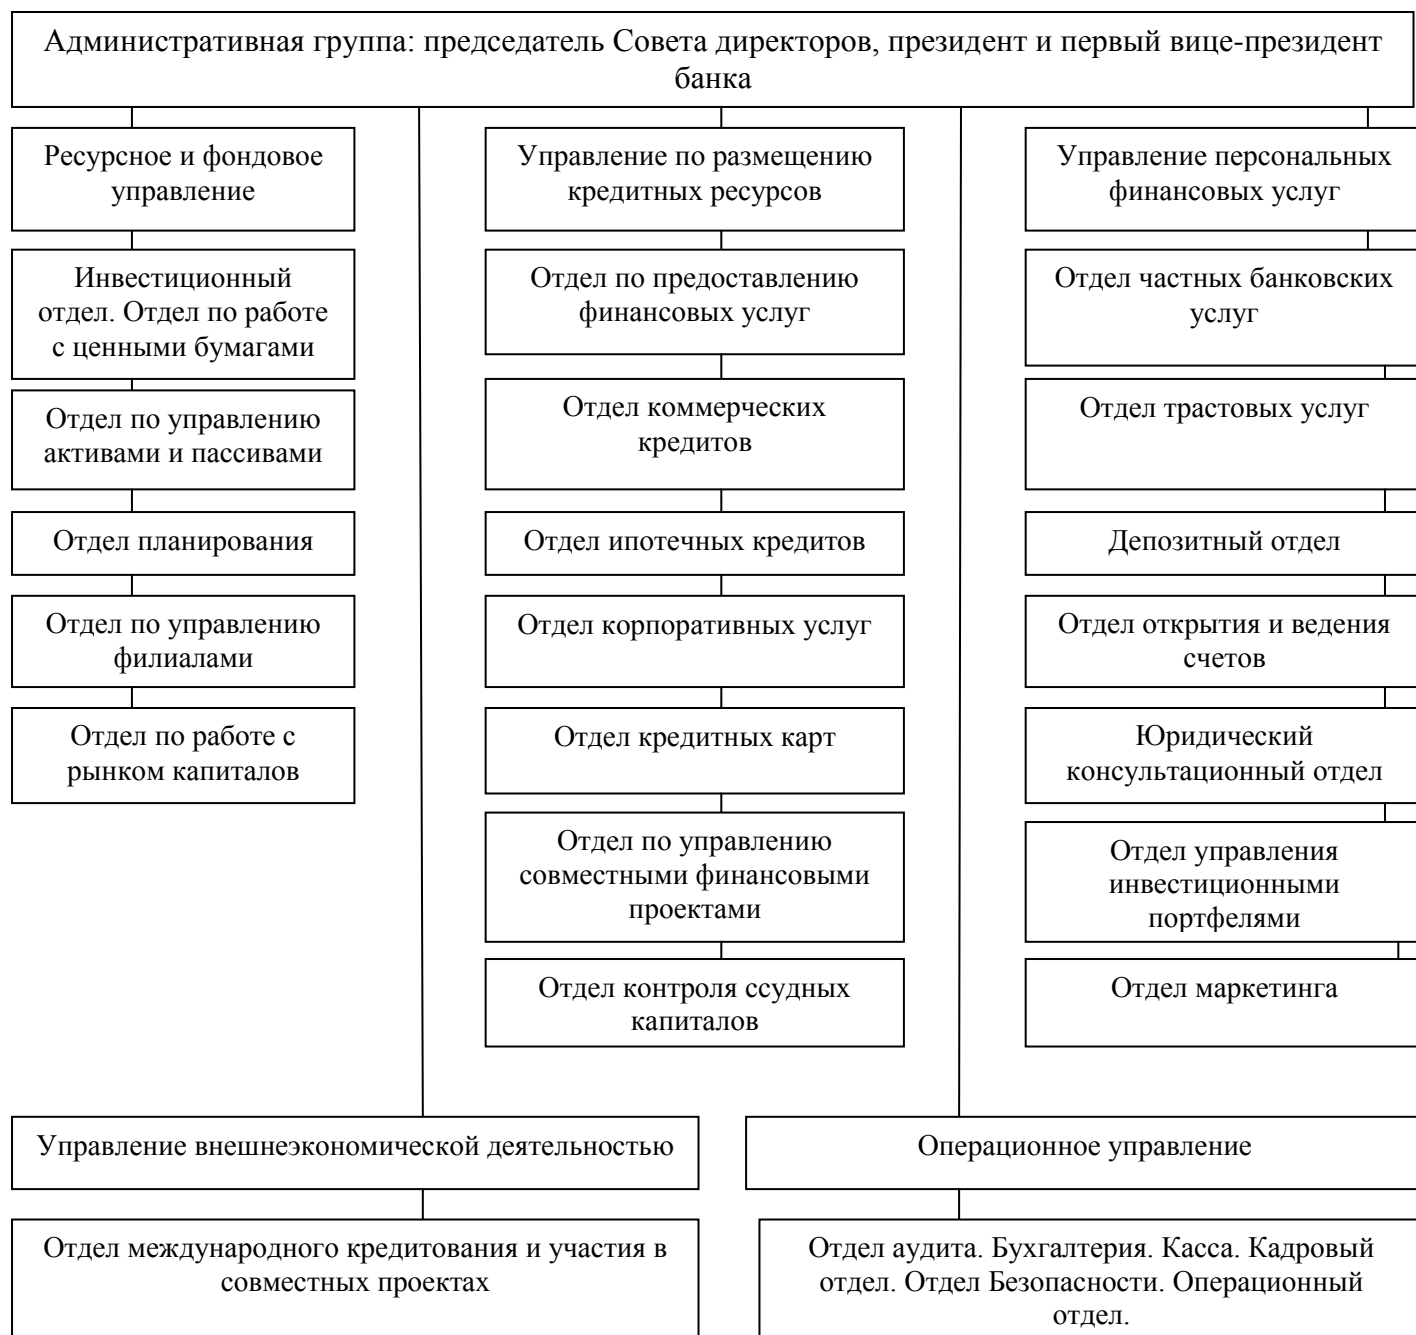 Административная группа: председатель Совета директоров, президент и первый вице-президент
банка
Ресурсное и фондовое
управление
Инвестиционный
отдел. Отдел по работе
с ценными бумагами
Отдел по управлению
активами и пассивами
Отдел планирования
Отдел по управлению
филиалами
Отдел по работе с
рынком капиталов
Управление по размещению
кредитных ресурсов
Отдел по предоставлению
финансовых услуг
Отдел коммерческих
кредитов
Отдел ипотечных кредитов
Отдел корпоративных услуг
Отдел кредитных карт
Отдел по управлению
совместными финансовыми
проектами
Отдел контроля ссудных
капиталов
Управление персональных
финансовых услуг
Отдел частных банковских
услуг
Отдел трастовых услуг
Депозитный отдел
Отдел открытия и ведения
счетов
Юридический
консультационный отдел
Отдел управления
инвестиционными
портфелями
Отдел маркетинга
Управление внешнеэкономической деятельностью
Отдел международного кредитования и участия в
совместных проектах
Операционное управление
Отдел аудита. Бухгалтерия. Касса. Кадровый
отдел. Отдел Безопасности. Операционный
отдел.